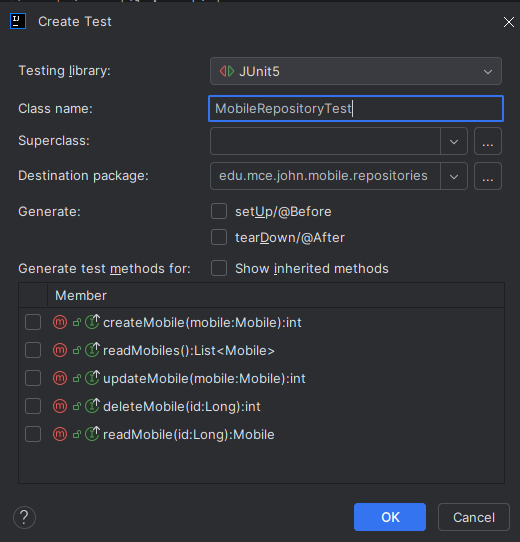 Create Test
Testing library:
JUnit5
Class name:
MobileRepositoryTest
Superclass:
...
Destination package:
edu.mce.john.mobile.repositories
...
Generate:
setUp/@Before
tearDown/@After
Generate test methods for:
Show inherited methods
Member
createMobile(mobile:Mobile):int
readMobiles():List<Mobile>
updateMobile(mobile:Mobile):int
deleteMobile(id:Long):int
readMobile(id:Long):Mobile
?
OK
Cancel